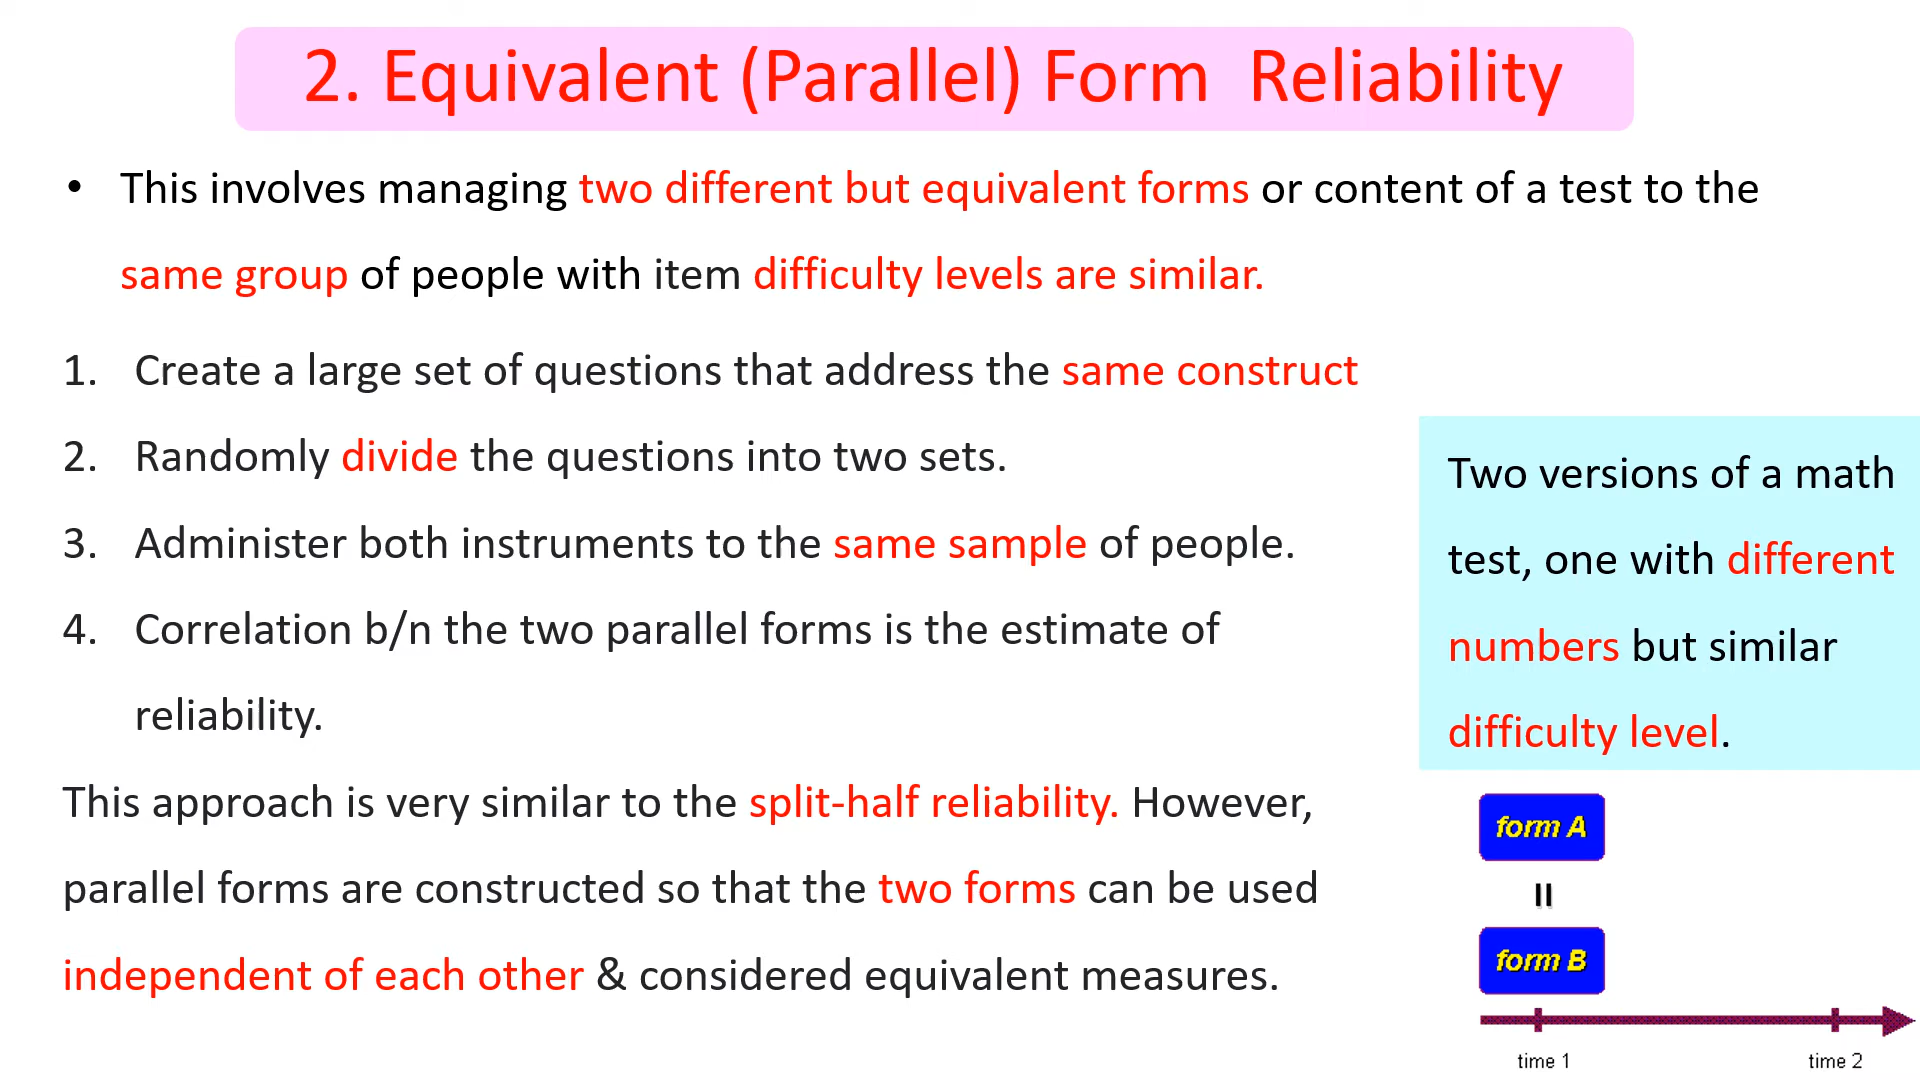 2. Equivalent (Parallel) Form Reliability
• This involves managing two different but equivalent forms or content of a test to the
same group of people with item difficulty levels are similar.
1. Create a large set of questions that address the same construct
2. Randomly divide the questions into two sets.
3. Administer both instruments to the same sample of people.
4. Correlation b/n the two parallel forms is the estimate of
reliability.
This approach is very similar to the split-half reliability. However,
parallel forms are constructed so that the two forms can be used
independent of each other & considered equivalent measures.
Two versions of a math
test, one with different
numbers but similar
difficulty level.
form A
=
form B
time 1
time 2